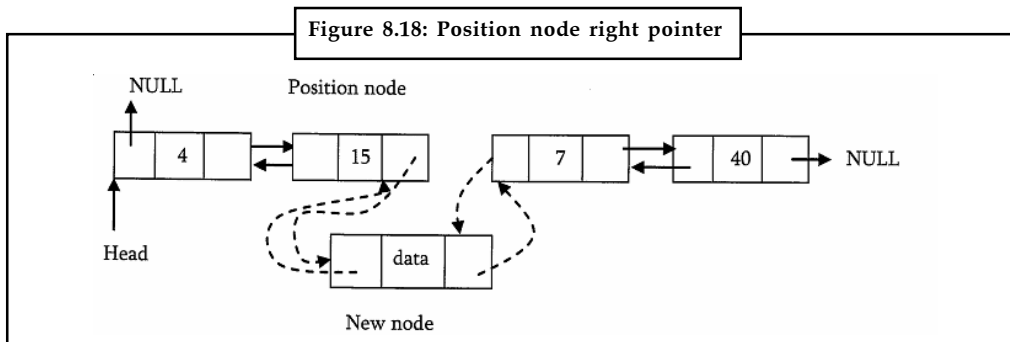 Figure 8.18: Position node right pointer
NULL Position node
4 15 7 40 NULL
Head
data
New node